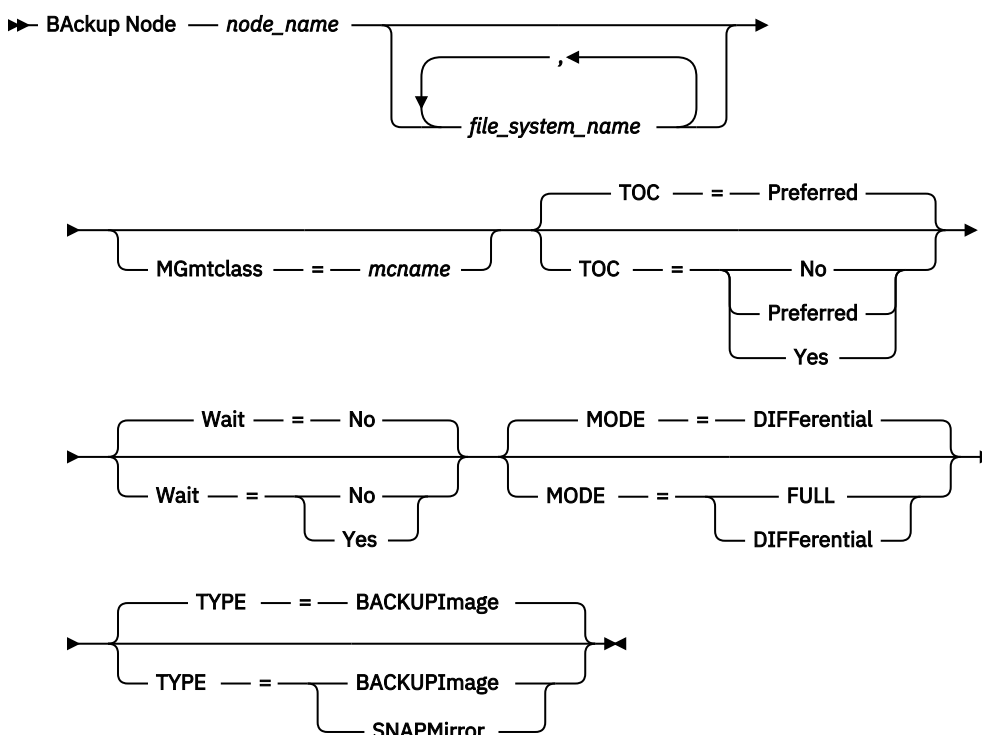 BAckup Node node_name
,
file_system_name
TOC = Preferred
MGmtclass = mcname
TOC = No
Preferred
Yes
Wait = No
MODE = DIFFerential
Wait = No
MODE = FULL
Yes
DIFFerential
TYPE = BACKUPImage
TYPE = BACKUPImage
SNAPMirror